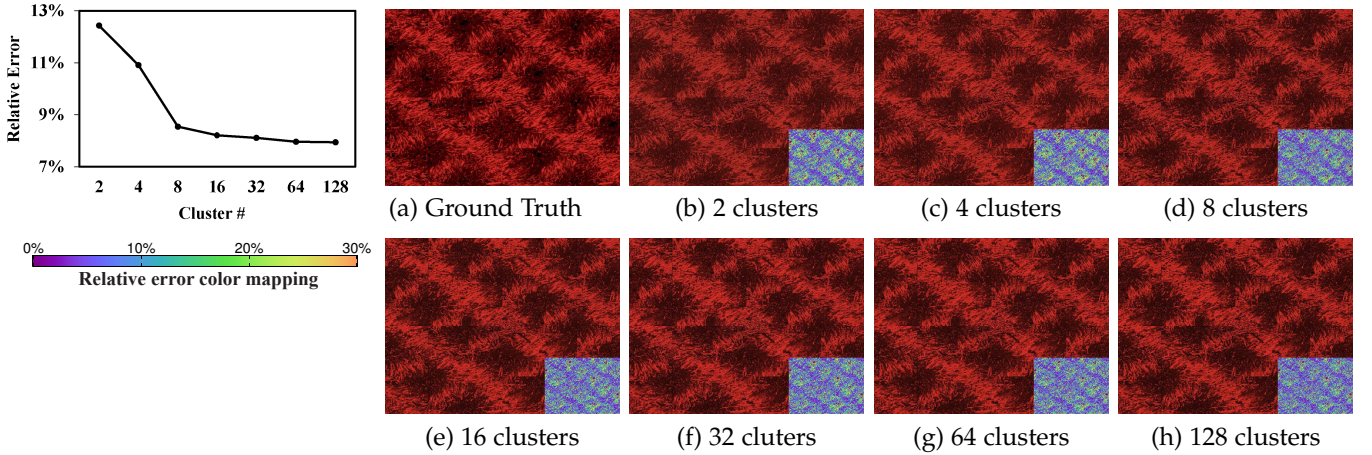 13%
11%
9%
7%
Relative Error
2 4 8 16 32 64 128
Cluster #
0% 10% 20% 30%
Relative error color mapping
(a) Ground Truth
(b) 2 clusters
(c) 4 clusters
(d) 8 clusters
(e) 16 clusters
(f) 32 cluters
(g) 64 clusters
(h) 128 clusters